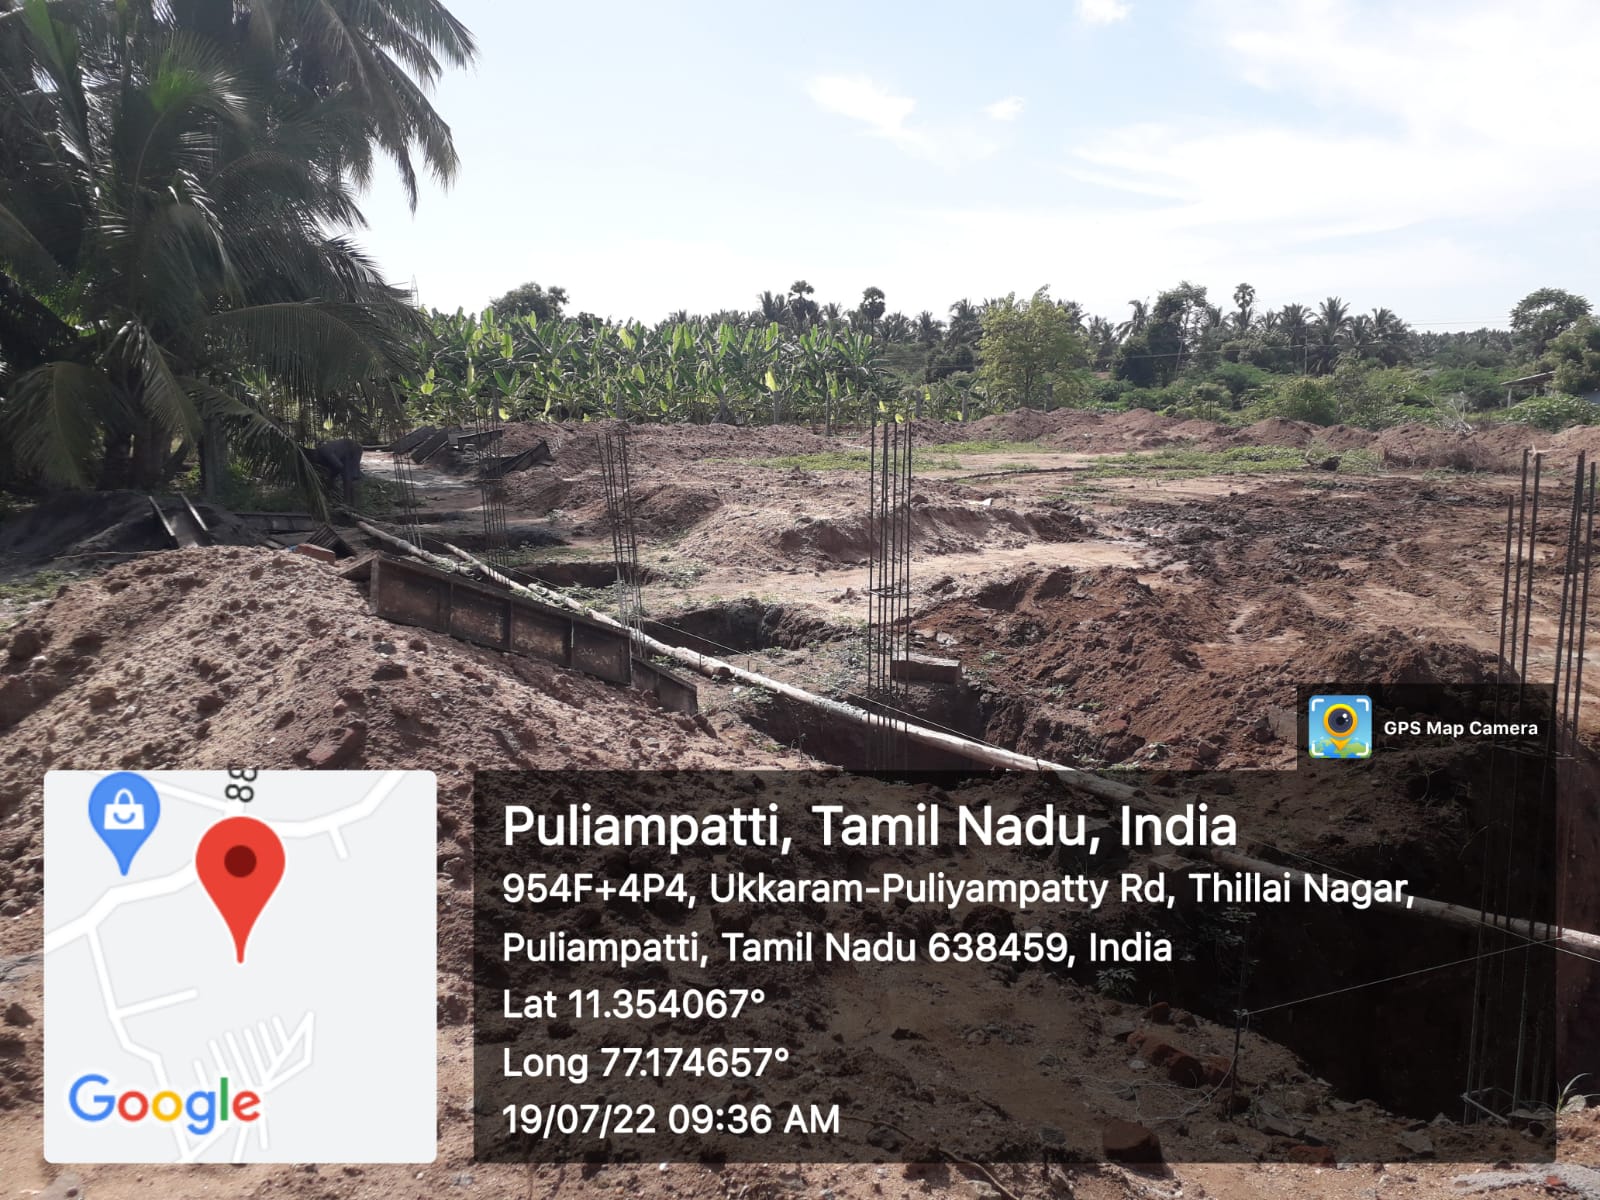 GPS Map Camera
88
Google
Puliampatti, Tamil Nadu, India
954F+4P4, Ukkaram-Puliyampatty Rd, Thillai Nagar,
Puliampatti, Tamil Nadu 638459, India
Lat 11.354067°
Long 77.174657°
19/07/22 09:36 AM